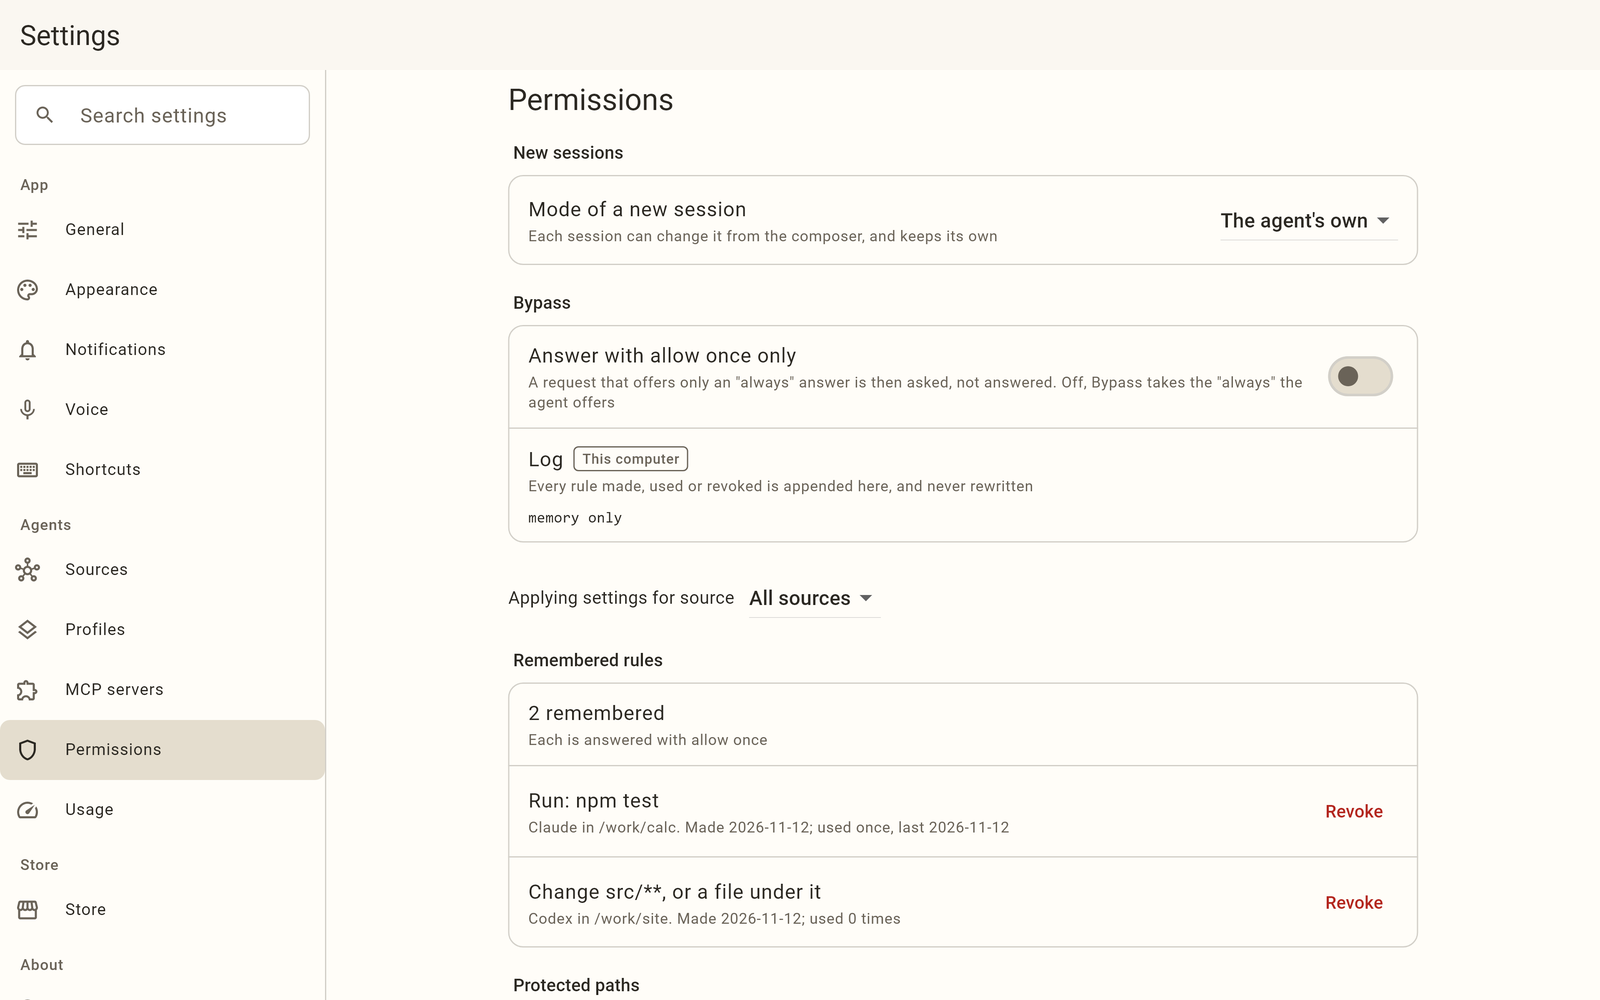 Settings
Search settings
App
General
Appearance
Notifications
Voice
Shortcuts
Agents
Sources
Profiles
MCP servers
Permissions
Usage
Store
Store
About
Permissions
New sessions
Mode of a new session
Each session can change it from the composer, and keeps its own
The agent's own
Bypass
Answer with allow once only
A request that offers only an "always" answer is then asked, not answered. Off, Bypass takes the "always" the
agent offers
Log This computer
Every rule made, used or revoked is appended here, and never rewritten
memory only
Applying settings for source All sources
Remembered rules
2 remembered
Each is answered with allow once
Run: npm test
Claude in /work/calc. Made 2026-11-12; used once, last 2026-11-12
Revoke
Change src/**, or a file under it
Codex in /work/site. Made 2026-11-12; used 0 times
Revoke
Protected paths